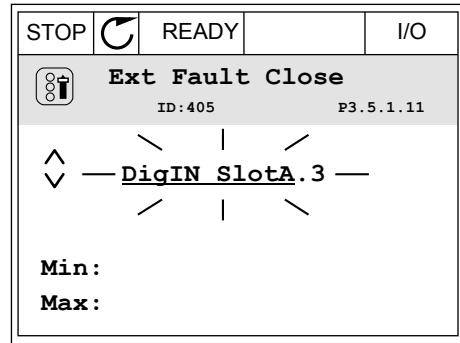 STOP READY I/O
Ext Fault Close
ID:405 P3.5.1.11
DigIN SlotA.3
Min:
Max: